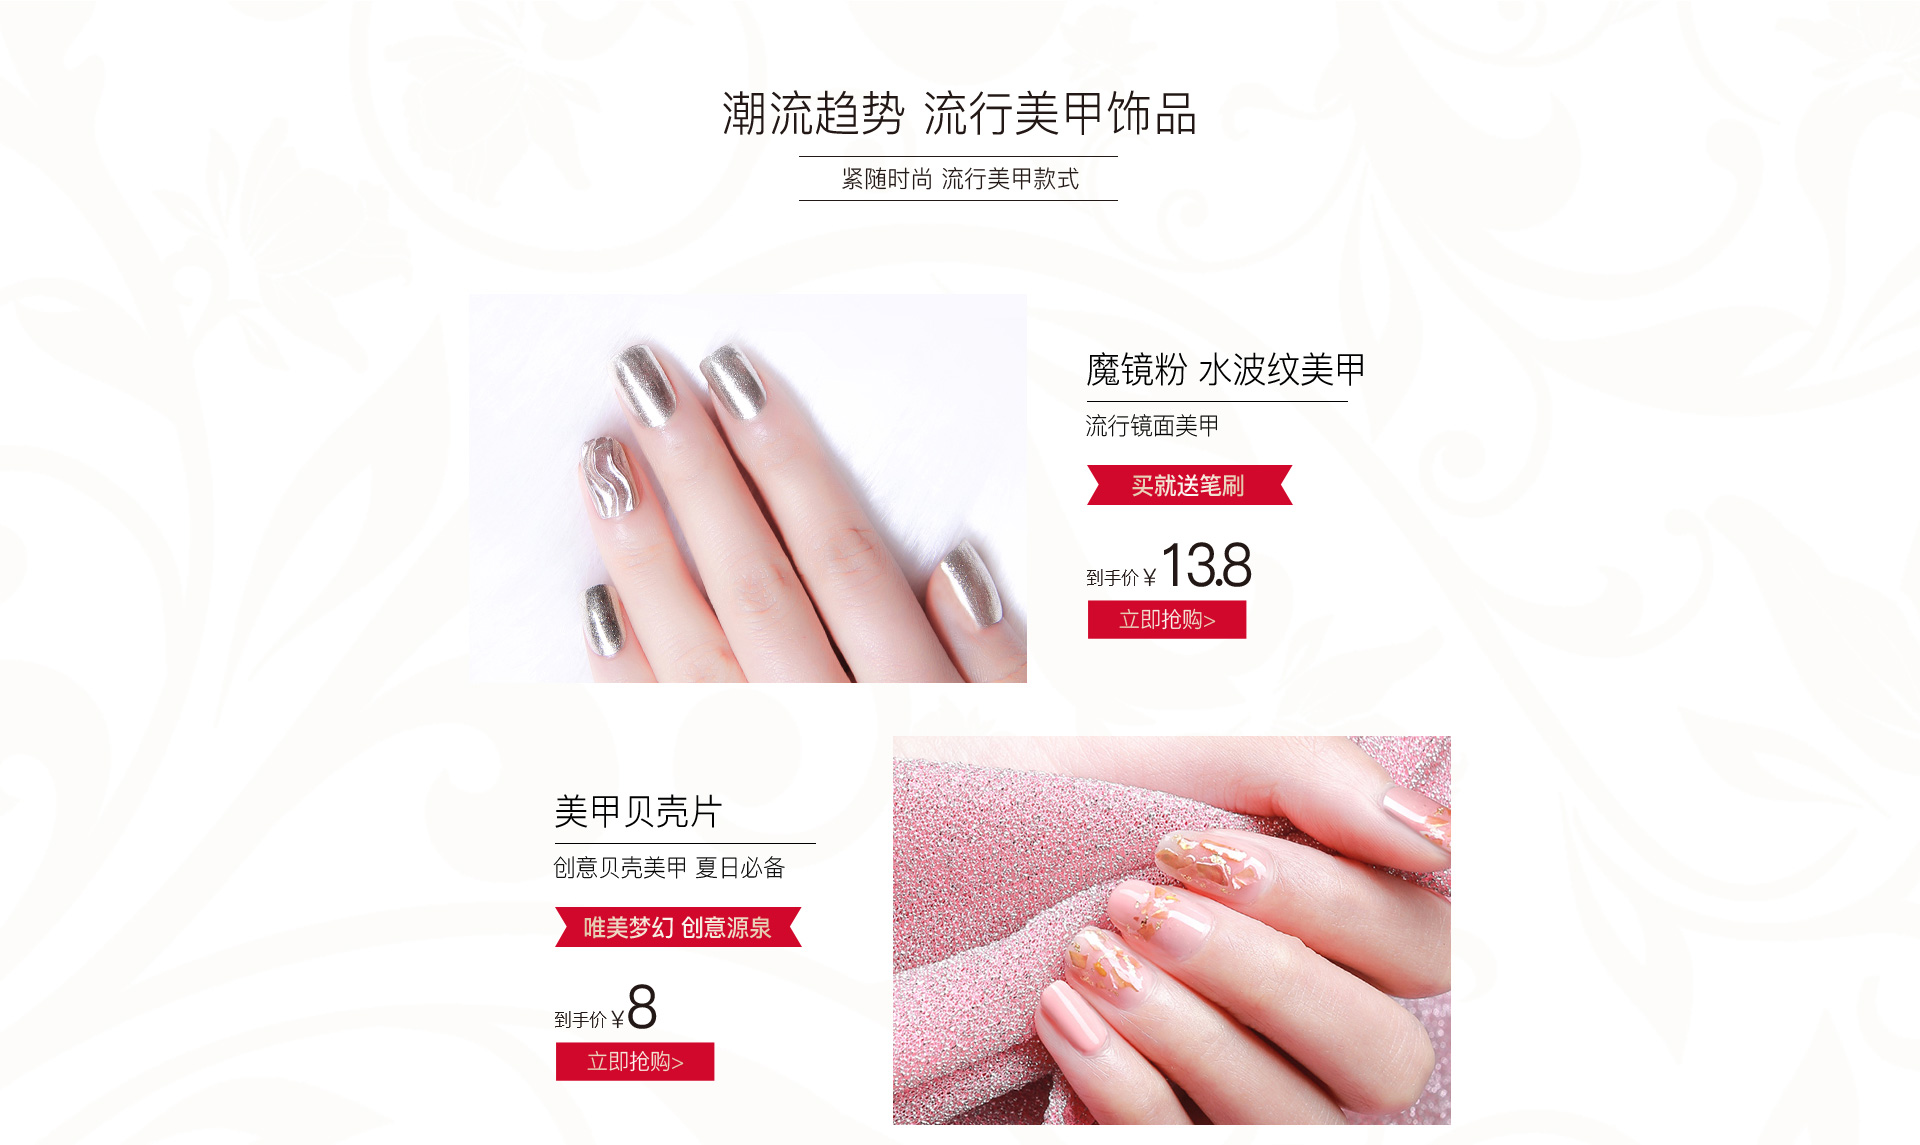 潮流趋势 流行美甲饰品
紧随时尚 流行美甲款式
魔镜粉 水波纹美甲
流行镜面美甲
买就送笔刷
到手价¥13.8
立即抢购>
美甲贝壳片
创意贝壳美甲 夏日必备
唯美梦幻 创意源泉
到手价¥8
立即抢购>